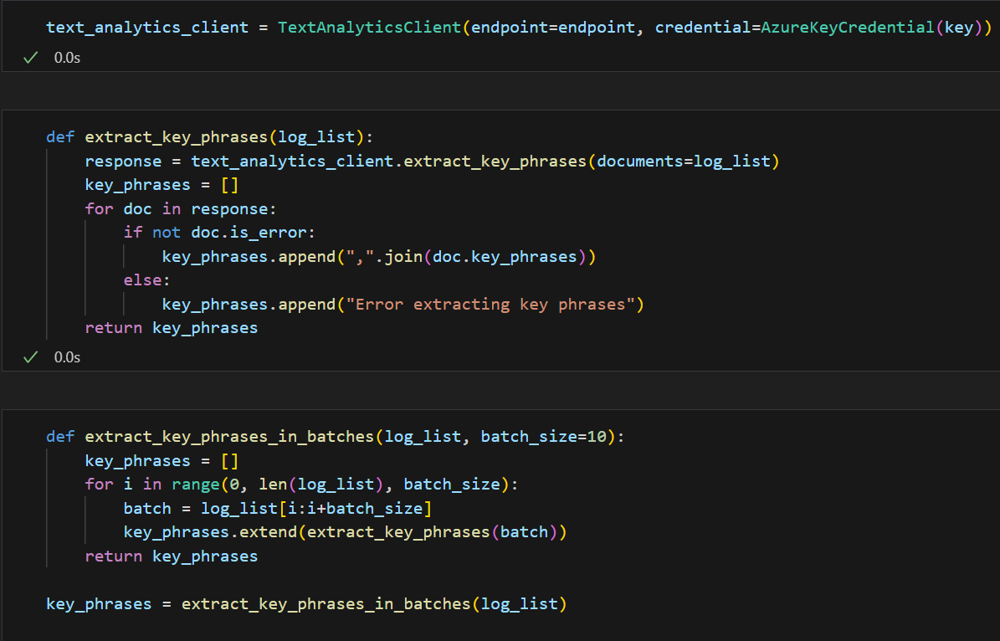 text_analytics_client = TextAnalyticsClient(endpoint=endpoint, credential=AzureKeyCredential(key))
✓ 0.0s
def extract_key_phrases(log_list):
    response = text_analytics_client.extract_key_phrases(documents=log_list)
    key_phrases = []
    for doc in response:
        if not doc.is_error:
            key_phrases.append(",".join(doc.key_phrases))
        else:
            key_phrases.append("Error extracting key phrases")
    return key_phrases
✓ 0.0s
def extract_key_phrases_in_batches(log_list, batch_size=10):
    key_phrases = []
    for i in range(0, len(log_list), batch_size):
        batch = log_list[i:i+batch_size]
        key_phrases.extend(extract_key_phrases(batch))
    return key_phrases
key_phrases = extract_key_phrases_in_batches(log_list)